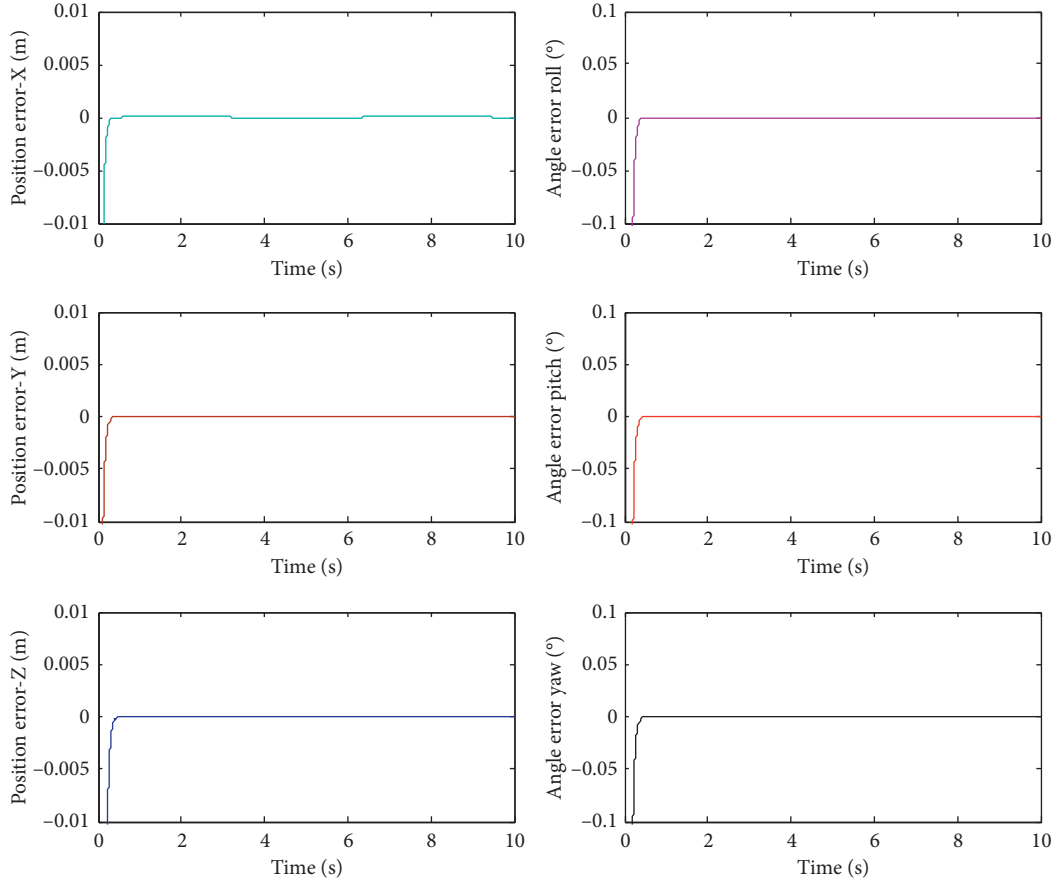 Position error-X (m)
0.01
0.005
0
–0.005
–0.01
0 2 4 6 8 10
Time (s)
Angle error roll (°)
0.1
0.05
0
–0.05
–0.1
0 2 4 6 8 10
Time (s)
Position error-Y (m)
0.01
0.005
0
–0.005
–0.01
0 2 4 6 8 10
Time (s)
Angle error pitch (°)
0.1
0.05
0
–0.05
–0.1
0 2 4 6 8 10
Time (s)
Position error-Z (m)
0.01
0.005
0
–0.005
–0.01
0 2 4 6 8 10
Time (s)
Angle error yaw (°)
0.1
0.05
0
–0.05
–0.1
0 2 4 6 8 10
Time (s)